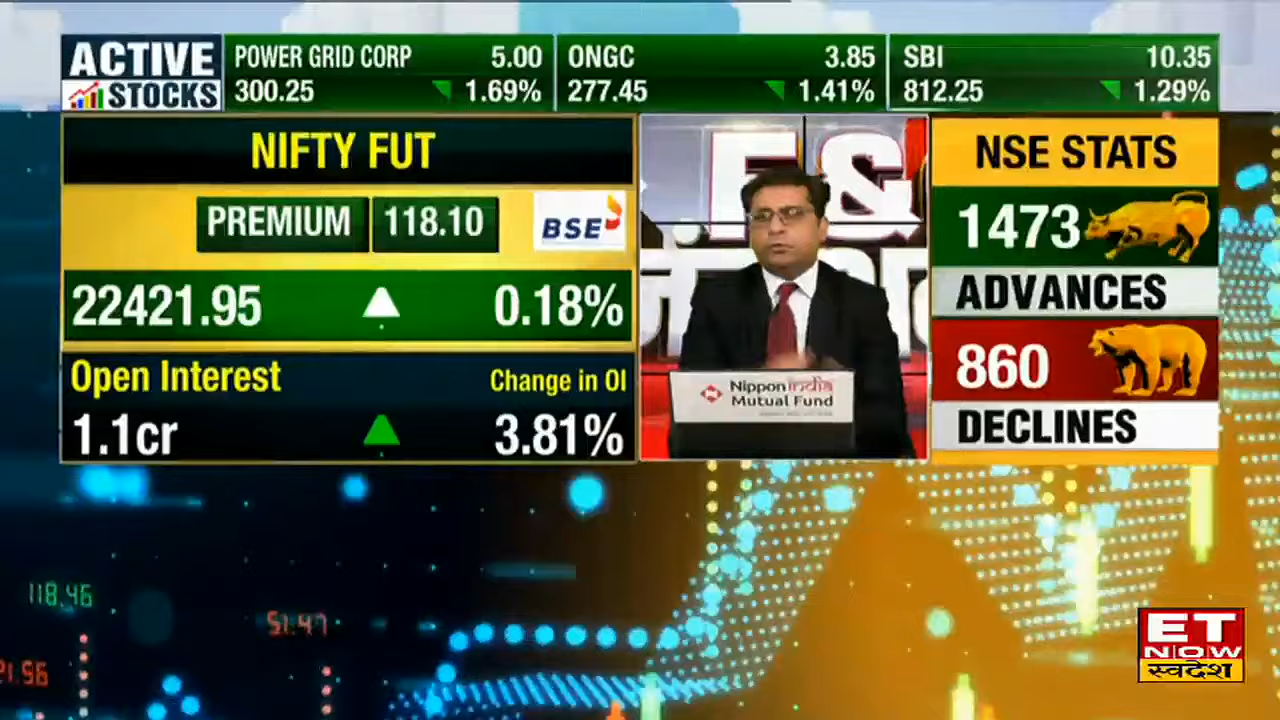 ACTIVE
STOCKS
POWER GRID CORP 5.00
300.25 1.69%
ONGC 3.85
277.45 1.41%
SBI 10.35
812.25 1.29%
NIFTY FUT
PREMIUM 118.10
BSE
22421.95 0.18%
Open Interest Change in OI
1.1cr 3.81%
F&
Nippon india
Mutual Fund
NSE STATS
1473
ADVANCES
860
DECLINES
118.46
51.47
ET
NOW
स्वदेश